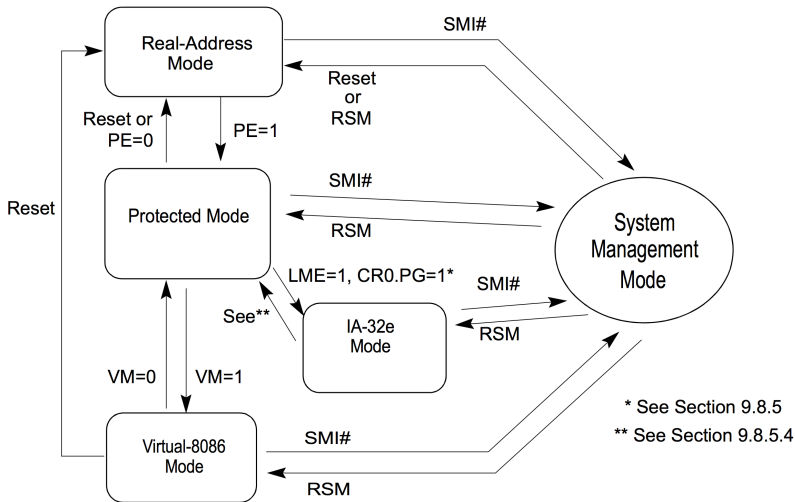 SMI#
Real-Address
Mode
Reset
or
RSM
Reset or
PE=0
PE=1
SMI#
Reset
Protected Mode
RSM
System
Management
Mode
LME=1, CR0.PG=1*
SMI#
See**
IA-32e
Mode
RSM
VM=0
VM=1
* See Section 9.8.5
** See Section 9.8.5.4
Virtual-8086
Mode
SMI#
RSM